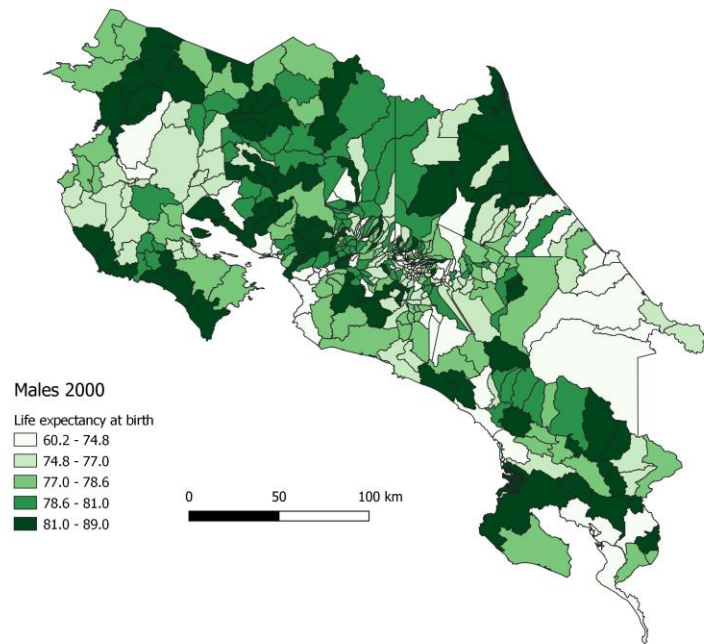 Males 2000
Life expectancy at birth
60.2 - 74.8
74.8 - 77.0
77.0 - 78.6
78.6 - 81.0
81.0 - 89.0
0 50 100 km